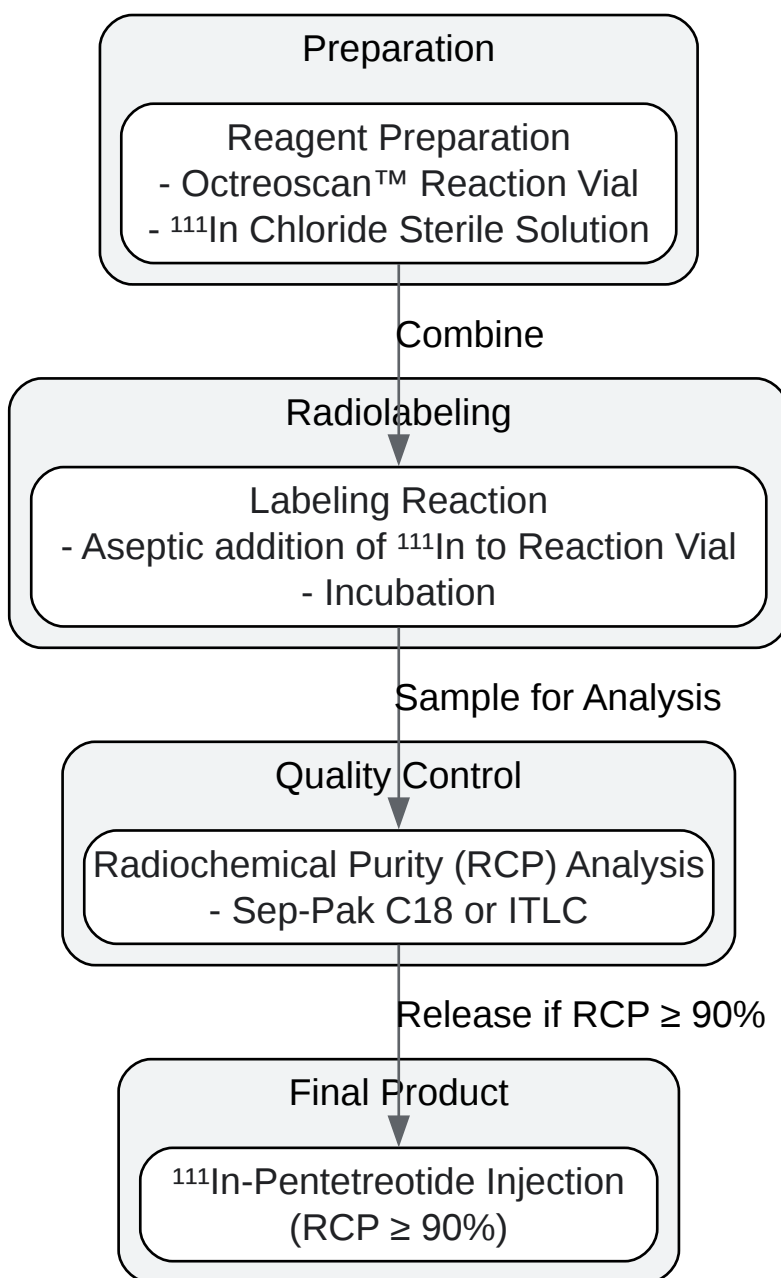 Preparation
Reagent Preparation
- Octreoscan™ Reaction Vial
- ¹¹¹In Chloride Sterile Solution
Combine
Radiolabeling
Labeling Reaction
- Aseptic addition of ¹¹¹In to Reaction Vial
- Incubation
Sample for Analysis
Quality Control
Radiochemical Purity (RCP) Analysis
- Sep-Pak C18 or ITLC
Release if RCP ≥ 90%
Final Product
¹¹¹In-Pentetreotide Injection
(RCP ≥ 90%)